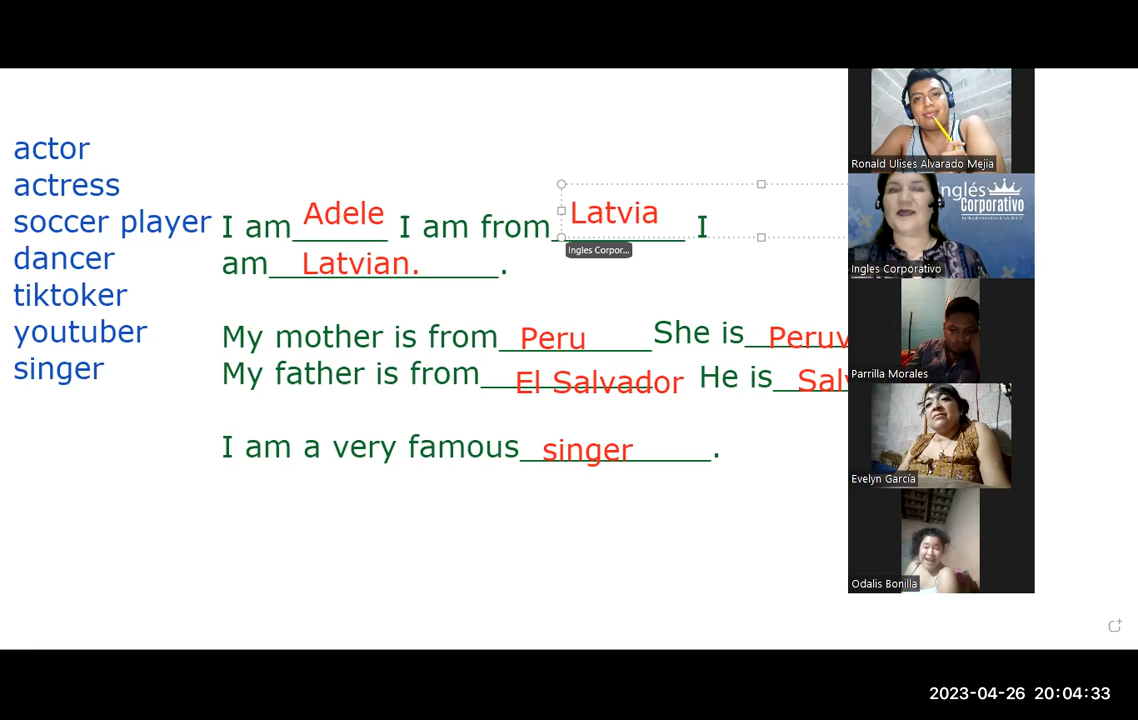 actor
actress
soccer player
dancer
tiktoker
youtuber
singer
I am Adele I am from Latvia I
am Latvian. .
My mother is from Peru She is Peruv
My father is from El Salvador He is Salv
I am a very famous singer .
Ingles Corpor...
Ronald Ulises Alvarado Mejia
Inglés
Corporativo
Ingles Corporativo
Parrilla Morales
Evelyn García
Odalis Bonilla
2023-04-26 20:04:33